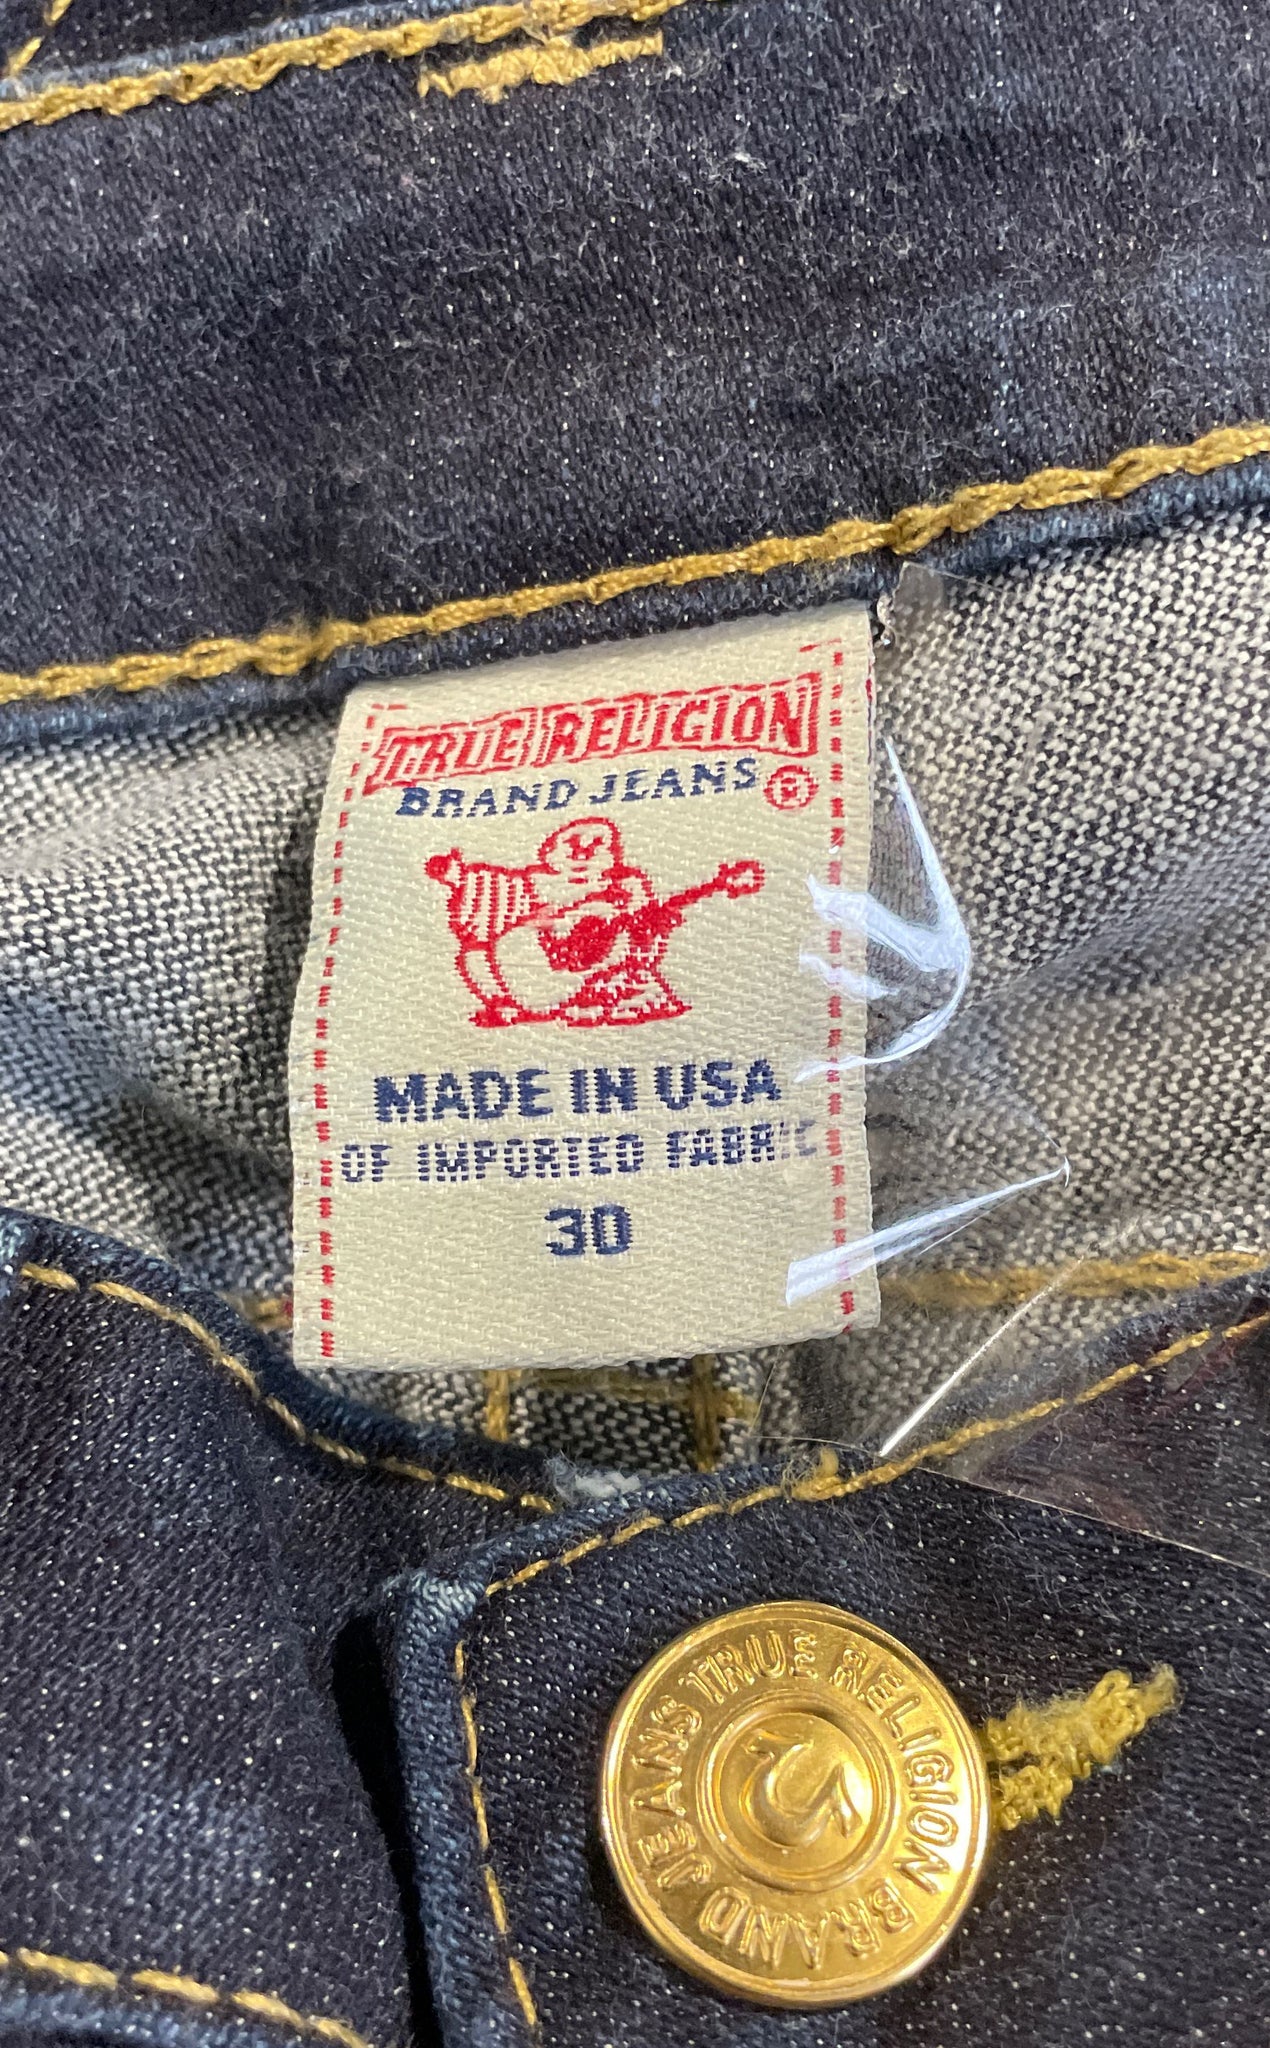 TRUE RELIGION
BRAND JEANS ®
MADE IN USA
OF IMPORTED FABRIC
30
TRUE RELIGION BRAND JEANS